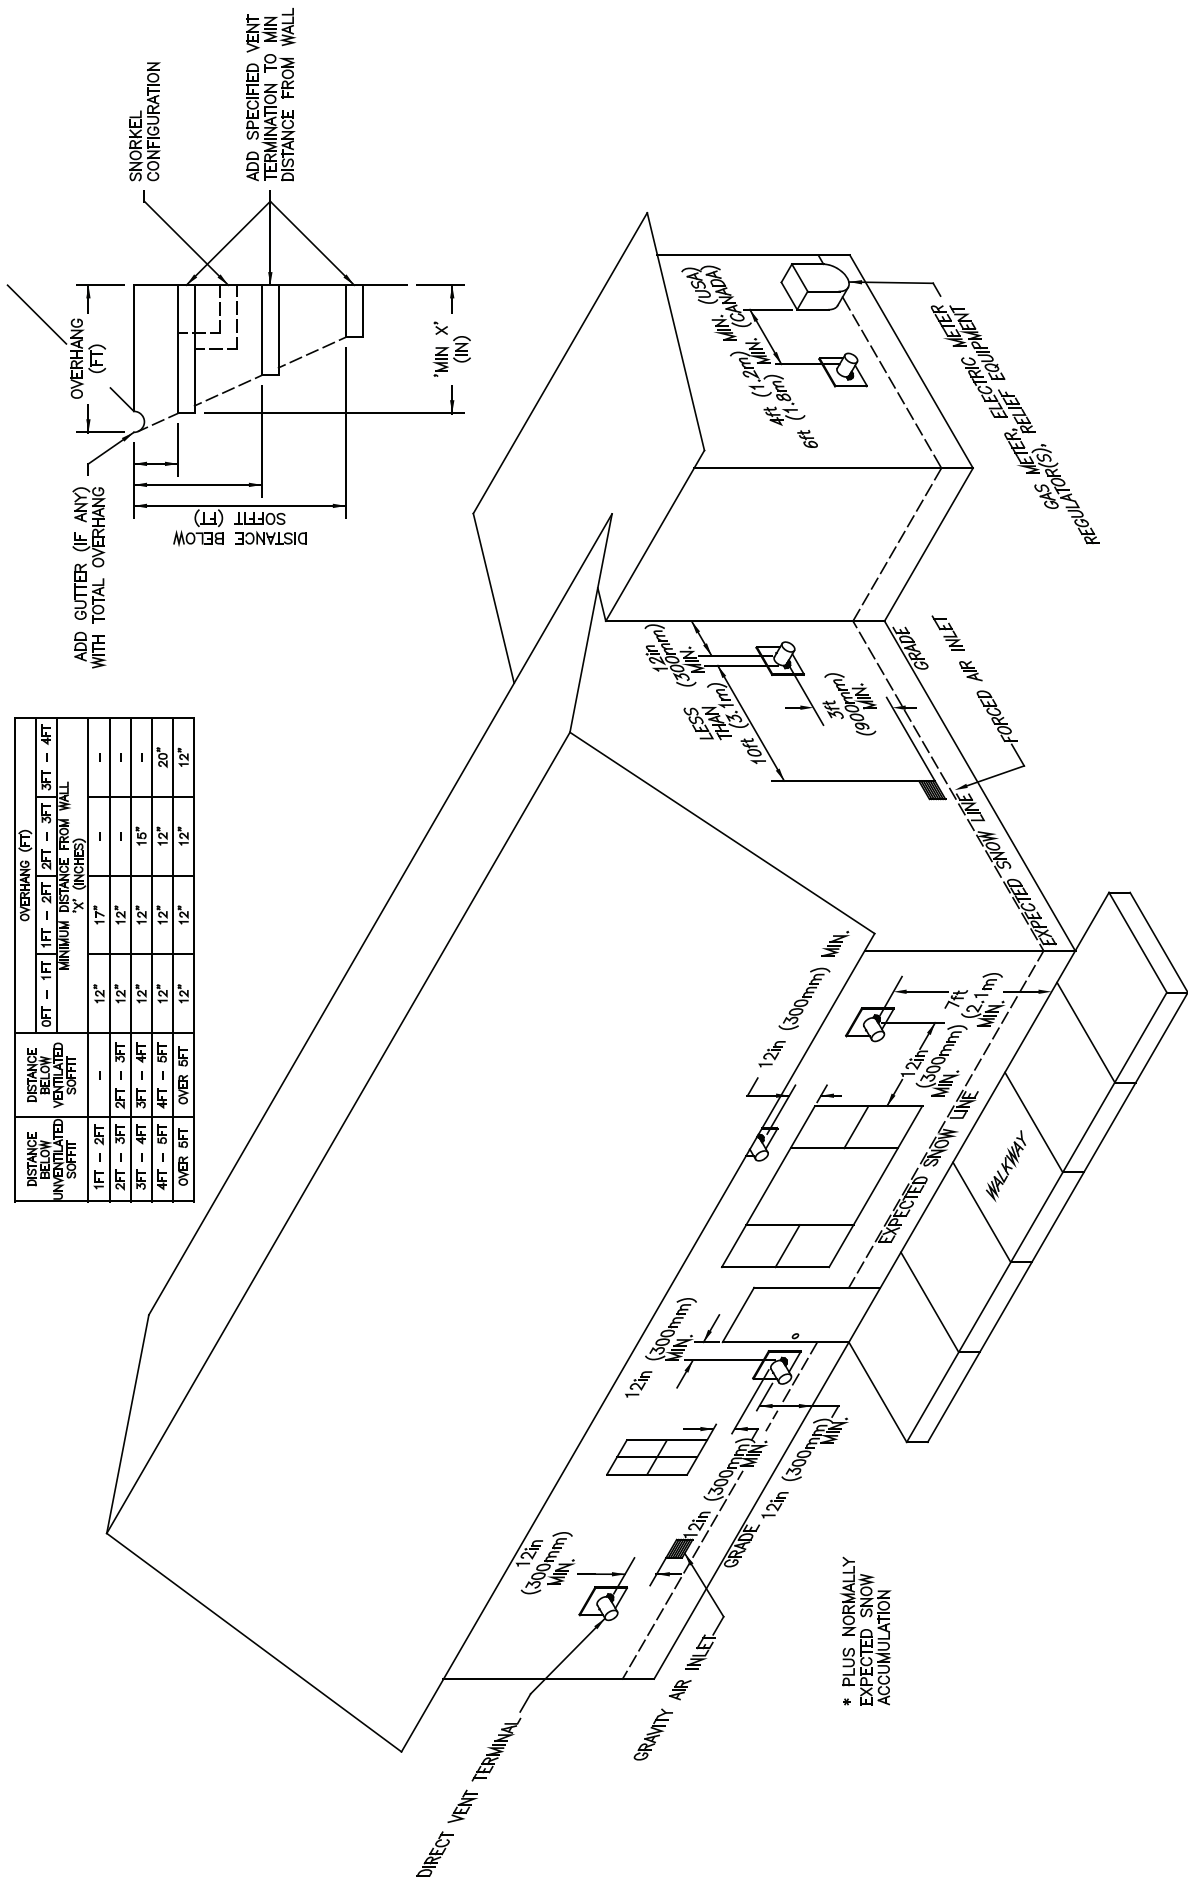 OVERHANG (FT)
DISTANCE BELOW UNVENTILATED SOFFIT
DISTANCE BELOW VENTILATED SOFFIT
0FT - 1FT 1FT - 2FT 2FT - 3FT 3FT - 4FT
MINIMUM DISTANCE FROM WALL
'X' (INCHES)
1FT - 2FT - 12" 17" - -
2FT - 3FT 2FT - 3FT 12" 12" - -
3FT - 4FT 3FT - 4FT 12" 12" 15" -
4FT - 5FT 4FT - 5FT 12" 12" 12" 20"
OVER 5FT OVER 5FT 12" 12" 12" 12"
ADD GUTTER (IF ANY)
WITH TOTAL OVERHANG
OVERHANG
(FT)
SNORKEL
CONFIGURATION
ADD SPECIFIED VENT
TERMINATION TO MIN
DISTANCE FROM WALL
DISTANCE BELOW
SOFFIT (FT)
'MIN X'
(IN)
DIRECT VENT TERMINAL
12in
(300mm)
MIN.
GRAVITY AIR INLET
12in (300mm)
MIN.
12in (300mm)
MIN.
GRADE
12in (300mm)
MIN.
* PLUS NORMALLY
EXPECTED SNOW
ACCUMULATION
12in (300mm) MIN.
12in
(300mm)
MIN.
7ft
(2.1m)
MIN.
EXPECTED SNOW LINE
WALKWAY
EXPECTED SNOW LINE
12in
(300mm)
MIN.
LESS
THAN
10ft (3.1m)
3ft
(900mm)
MIN.
FORCED AIR INLET
GRADE
4ft (1.2m) MIN. (USA)
6ft (1.8m) MIN. (CANADA)
GAS METER, ELECTRIC METER
REGULATOR(S), RELIEF EQUIPMENT